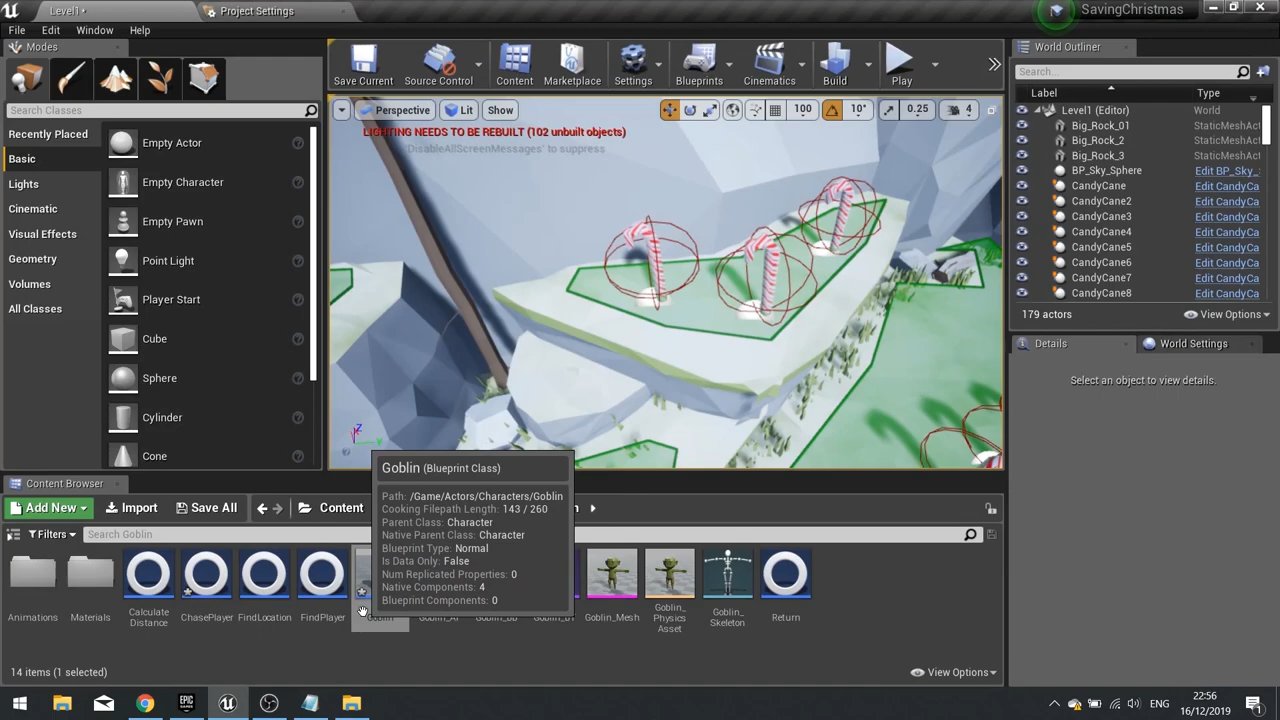 Level1•
Project Settings
SavingChristmas
File Edit Window Help
Modes
Search Classes
Recently Placed
Basic
Lights
Cinematic
Visual Effects
Geometry
Volumes
All Classes
Empty Actor
Empty Character
Empty Pawn
Point Light
Player Start
Cube
Sphere
Cylinder
Cone
Save Current
Source Control
Content
Marketplace
Settings
Blueprints
Cinematics
Build
Play
Perspective
Lit
Show
100
10°
0.25
4
LIGHTING NEEDS TO BE REBUILT (102 unbuilt objects)
'DisableAllScreenMessages' to suppress
Z
World Outliner
Search...
Label Type
Level1 (Editor) World
Big_Rock_01 StaticMeshAct
Big_Rock_2 StaticMeshAct
Big_Rock_3 StaticMeshAct
BP_Sky_Sphere Edit BP_Sky_
CandyCane Edit CandyCa
CandyCane2 Edit CandyCa
CandyCane3 Edit CandyCa
CandyCane4 Edit CandyCa
CandyCane5 Edit CandyCa
CandyCane6 Edit CandyCa
CandyCane7 Edit CandyCa
CandyCane8 Edit CandyCa
179 actors
View Options
Details
World Settings
Select an object to view details.
Content Browser
Add New
Import
Save All
Content
Filters
Search Goblin
Goblin (Blueprint Class)
Path: /Game/Actors/Characters/Goblin
Cooking Filepath Length: 143 / 260
Parent Class: Character
Native Parent Class: Character
Blueprint Type: Normal
Is Data Only: False
Num Replicated Properties: 0
Native Components: 4
Blueprint Components: 0
Animations
Materials
Calculate
Distance
ChasePlayer
FindLocation
FindPlayer
Goblin_Mesh
Goblin_
Physics
Asset
Goblin_
Skeleton
Return
14 items (1 selected)
View Options
EPIC
GAMES
ENG
22:56
16/12/2019